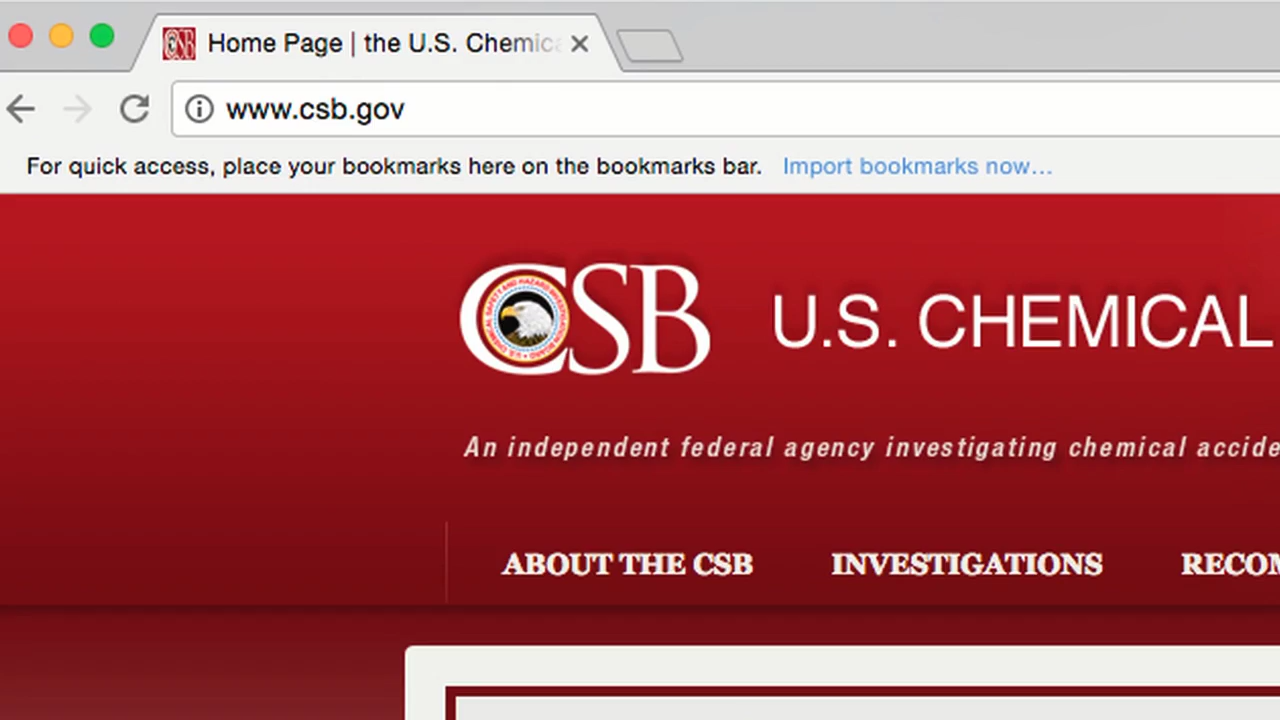 Home Page | the U.S. Chemica
www.csb.gov
For quick access, place your bookmarks here on the bookmarks bar. Import bookmarks now...
CSB
U.S. CHEMICAL
An independent federal agency investigating chemical accide
ABOUT THE CSB INVESTIGATIONS RECOM